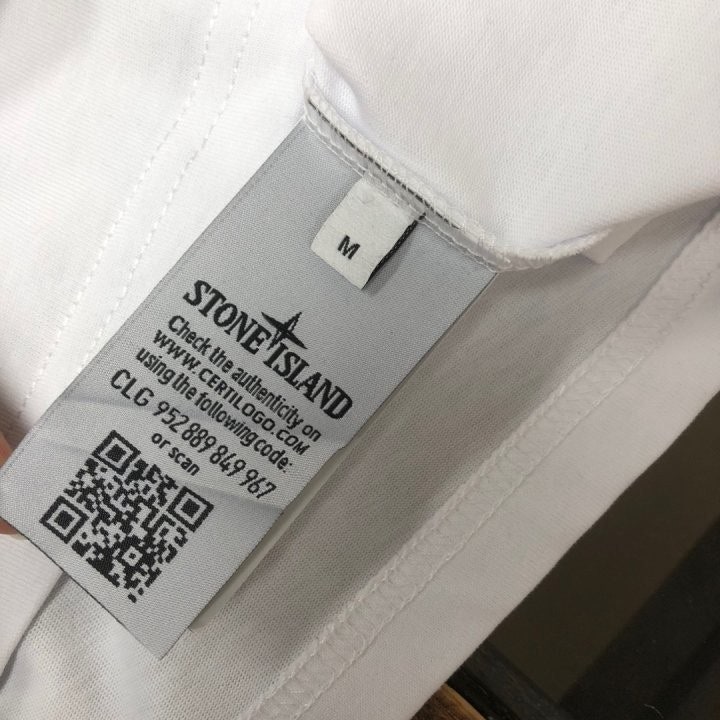 M
STONE ISLAND
Check the authenticity on
WWW.CERTILOGO.COM
using the following code:
CLG 952 889 849 967
or scan